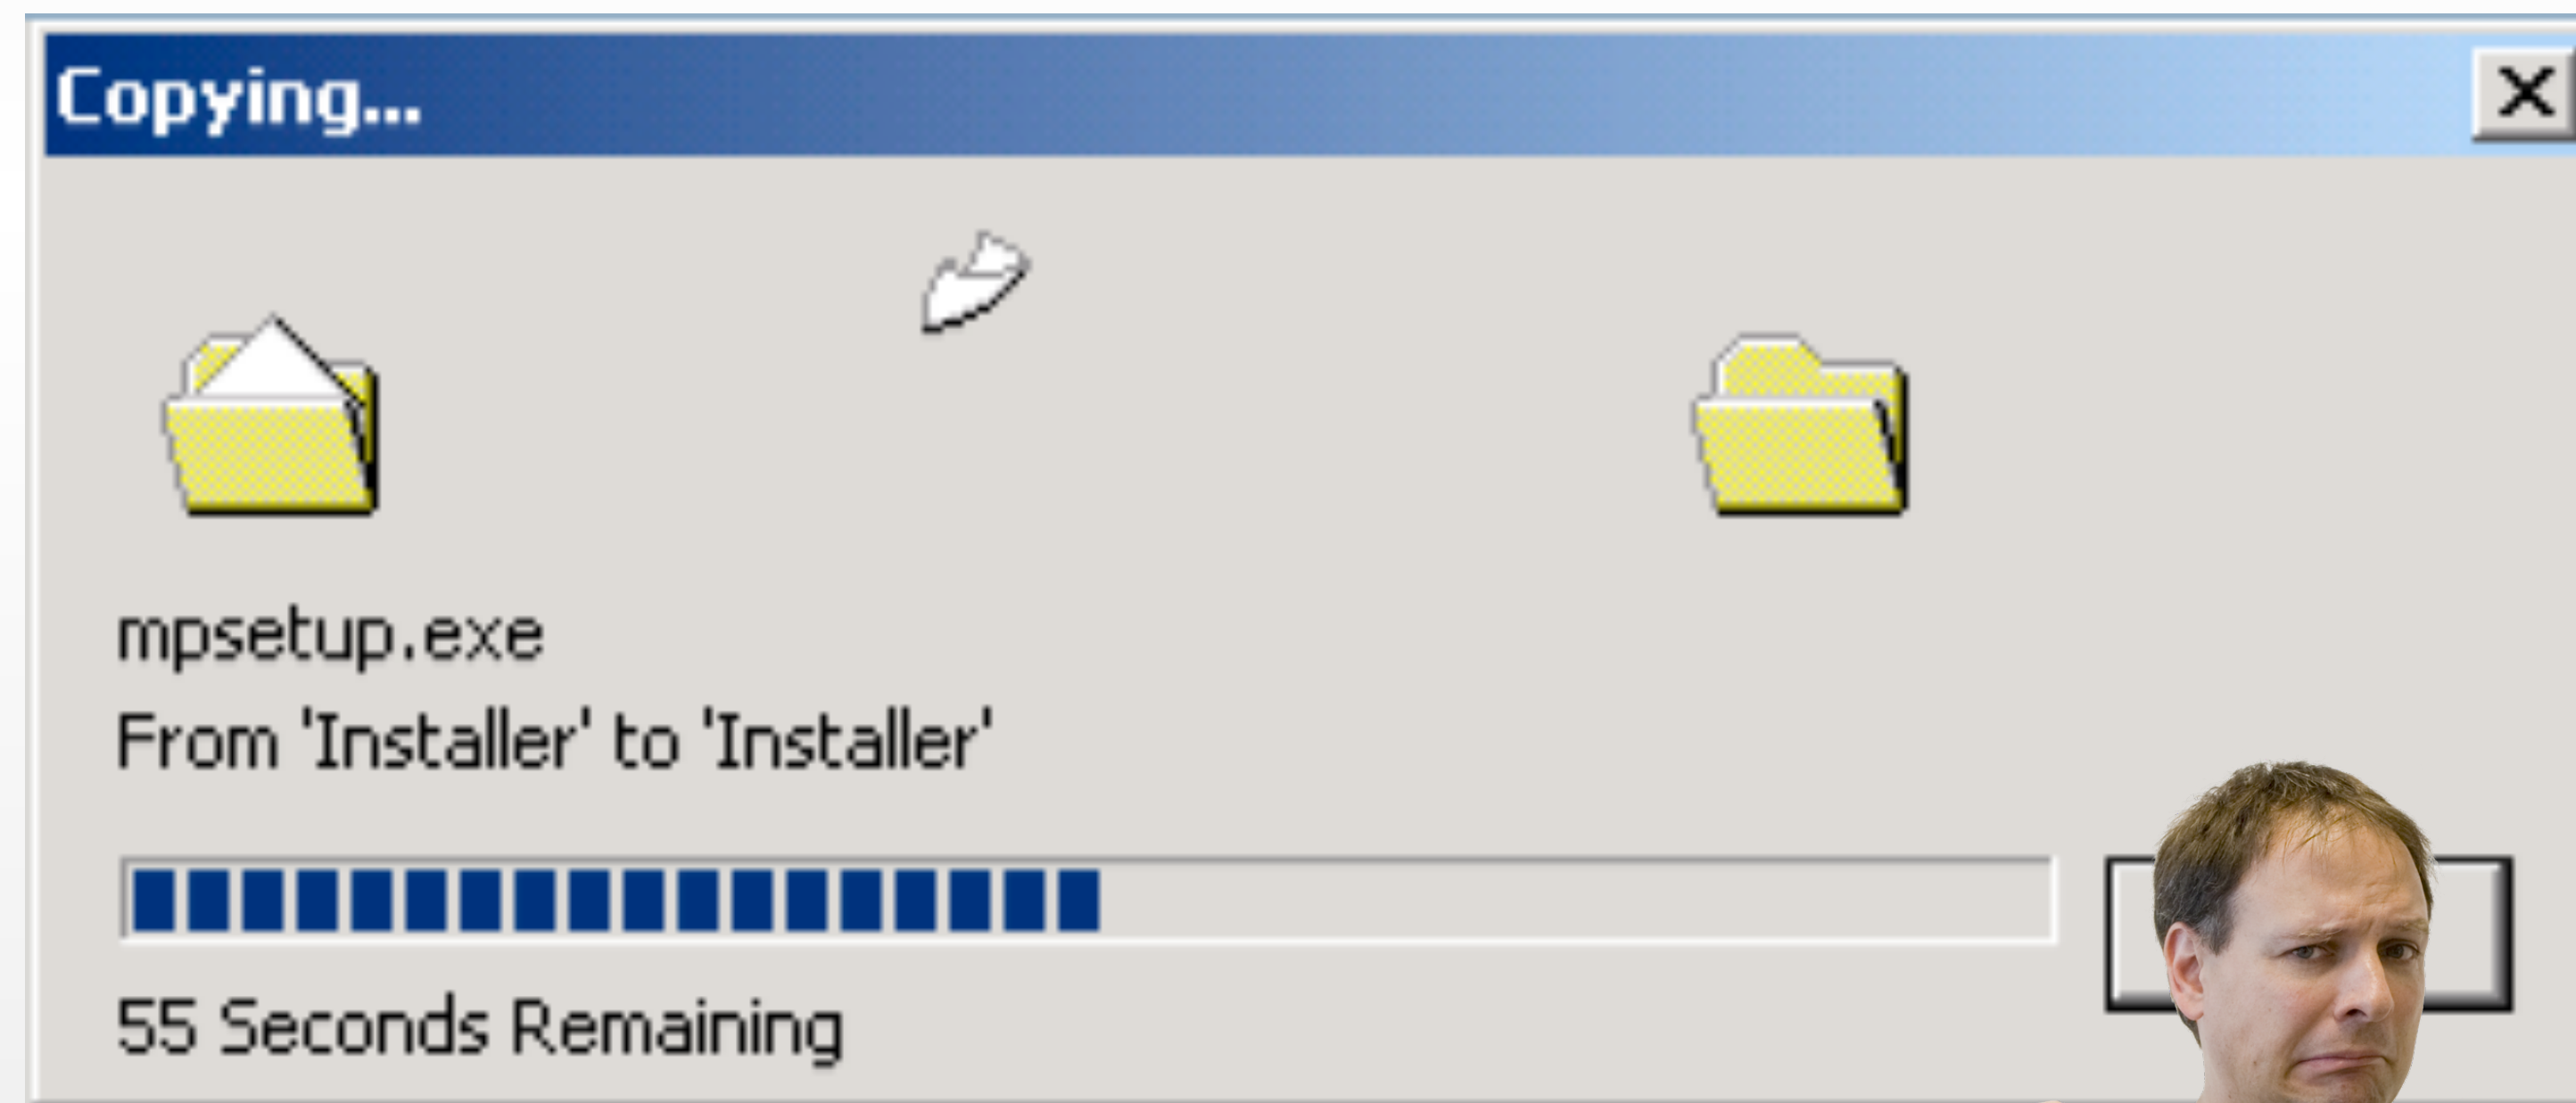 Copying...
mpsetup.exe
From 'Installer' to 'Installer'
55 Seconds Remaining